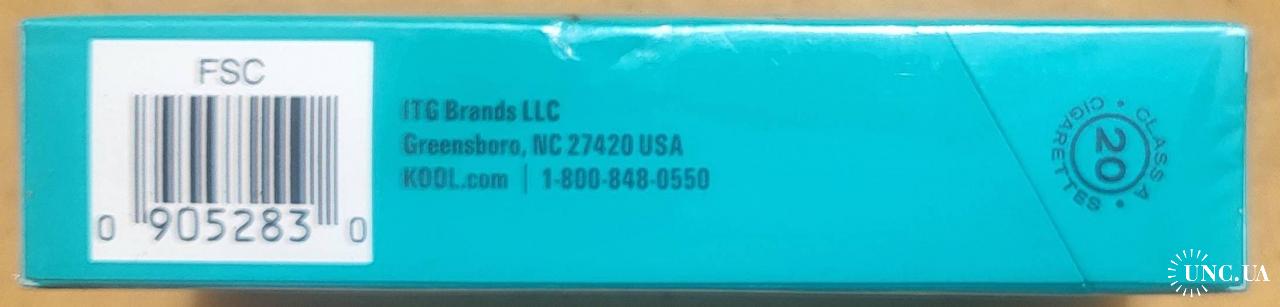 FSC
0 905283 0
ITG Brands LLC
Greensboro, NC 27420 USA
KOOL.com | 1-800-848-0550
CLASS A
CIGARETTES
20
UNC.UA